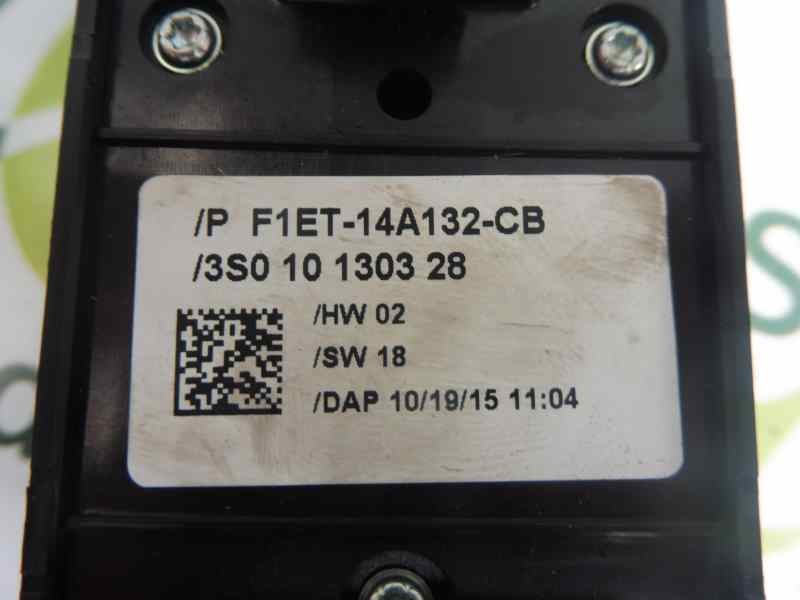 /P F1ET-14A132-CB
/3S0 10 1303 28
/HW 02
/SW 18
/DAP 10/19/15 11:04